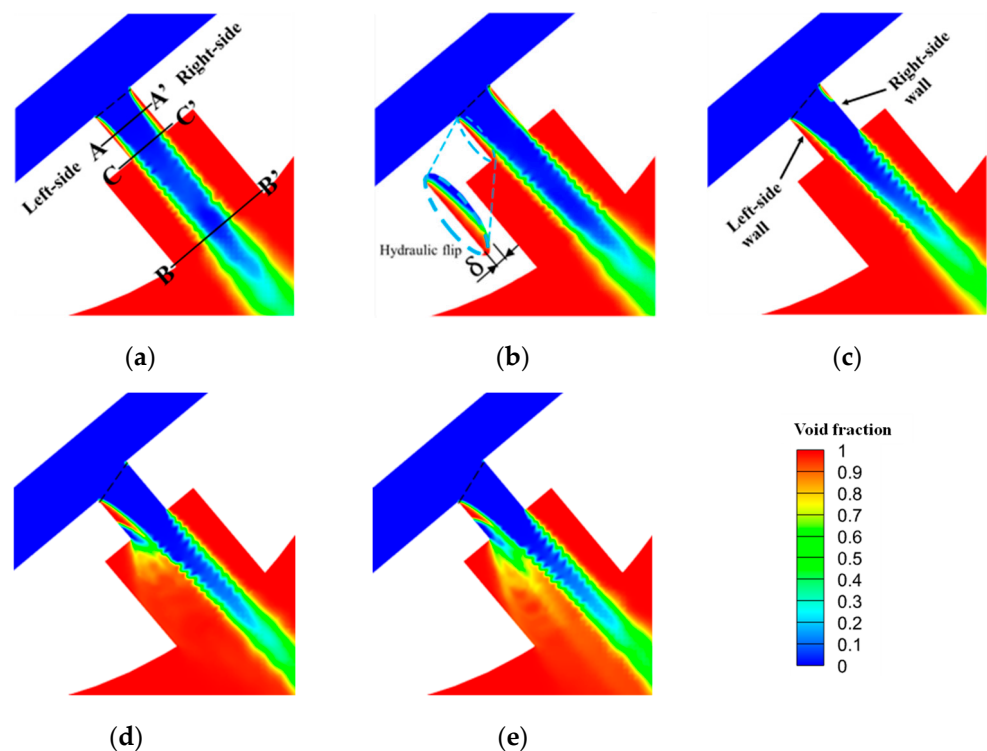 Right-side
A'
C'
A
C
Left-side
B'
B
(a)
Hydraulic flip
δ
(b)
Right-side
wall
Left-side
wall
(c)
(d)
(e)
Void fraction
1
0.9
0.8
0.7
0.6
0.5
0.4
0.3
0.2
0.1
0